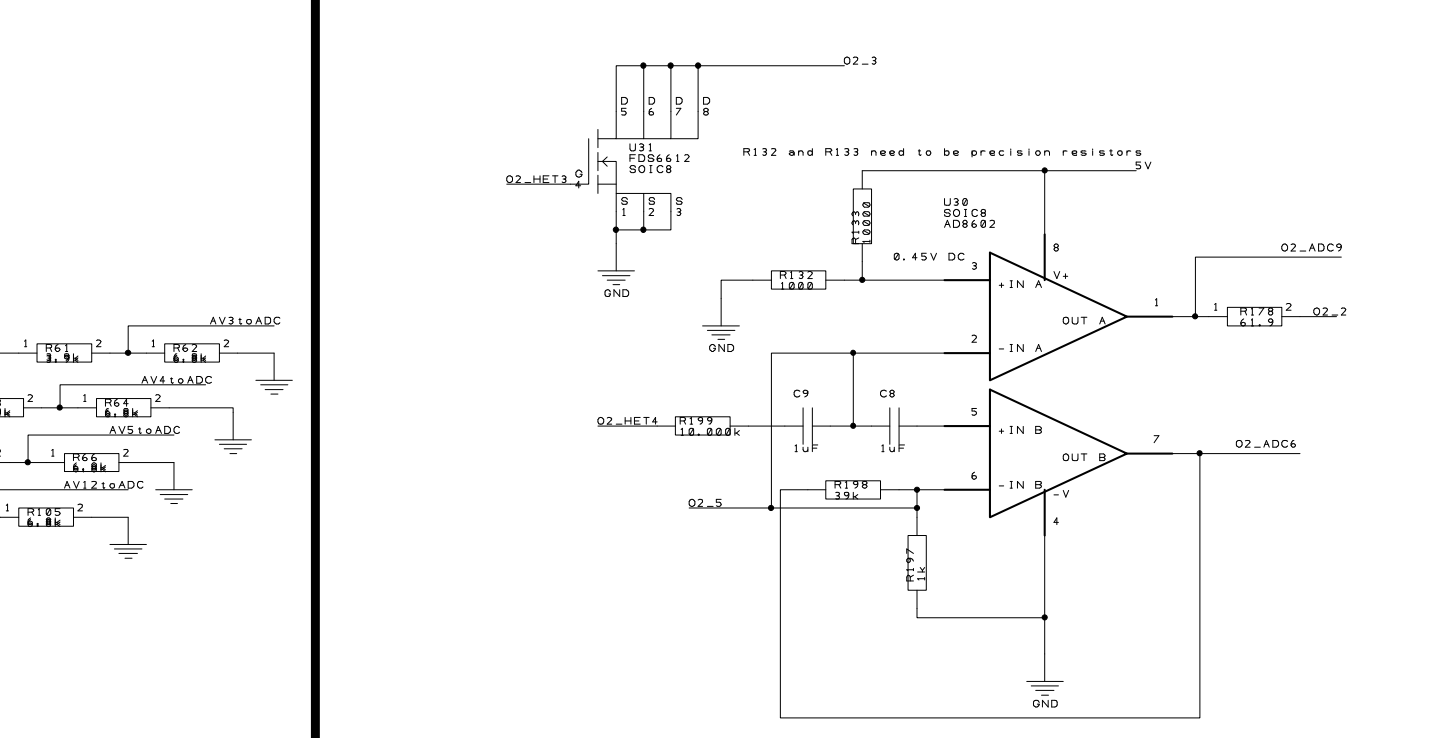 AV3toADC
1 R61 2 1 R62 2
AV4toADC
2 1 R64 2
AV5toADC
1 R66 2
AV12toADC
1 R105 2
O2_3
D 5
D 6
D 7
D 8
U31
FDS6612
SOIC8
O2_HET3
G 4
S 1
S 2
S 3
GND
R132 and R133 need to be precision resistors
5V
R133
10000
U30
SOIC8
AD8602
0.45V DC
R132
1000
GND
3
+IN A
8
V+
2
-IN A
OUT A
1
O2_ADC9
1 R178 2
61.9
O2_2
O2_HET4
R199
10.000k
C9
1uF
C8
1uF
5
+IN B
6
-IN B
OUT B
7
O2_ADC6
-V
4
R198
39k
O2_5
R197
1k
GND